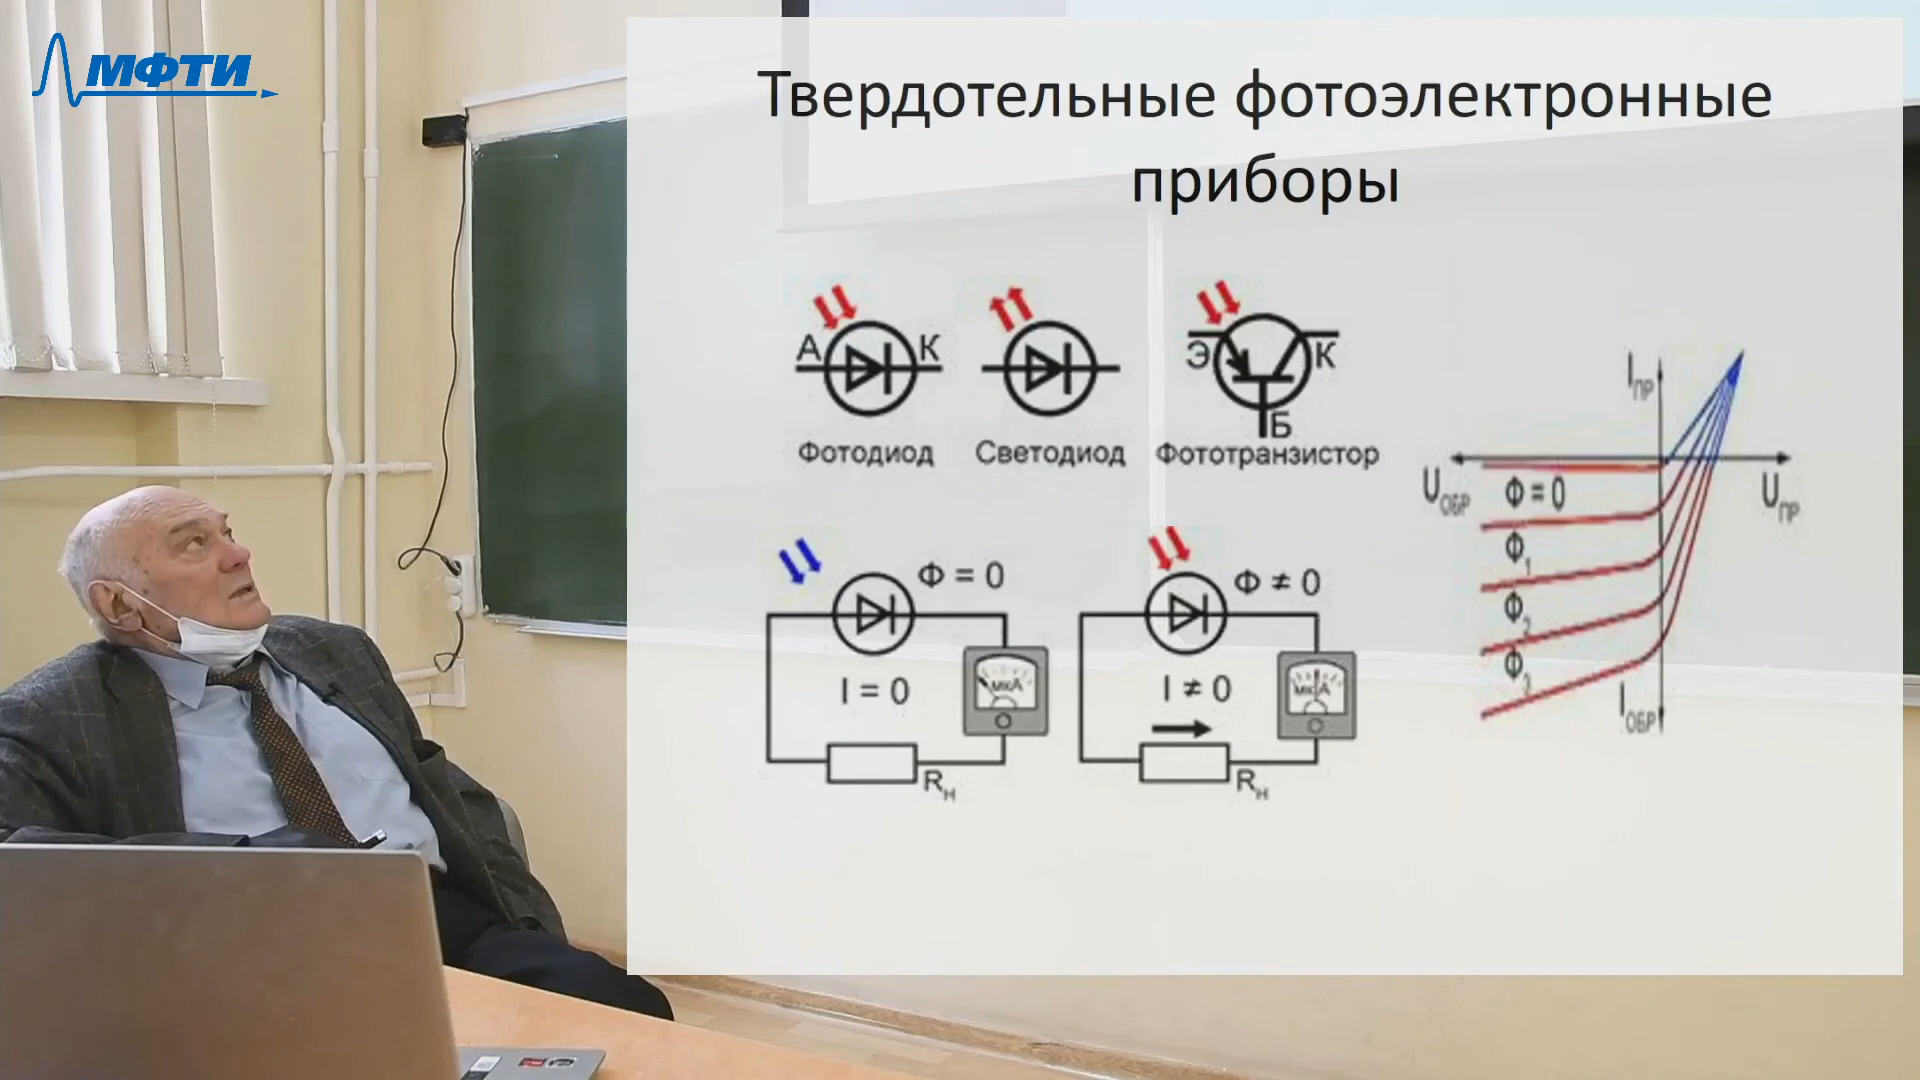 МФТИ
Твердотельные фотоэлектронные
приборы
А К
Э К
Б
Фотодиод Светодиод Фототранзистор
Iпр
Uобр
Uпр
Ф = 0
Ф1
Ф2
Ф3
Iобр
Ф = 0
I = 0
мкА
Rн
Ф ≠ 0
I ≠ 0
мкА
Rн